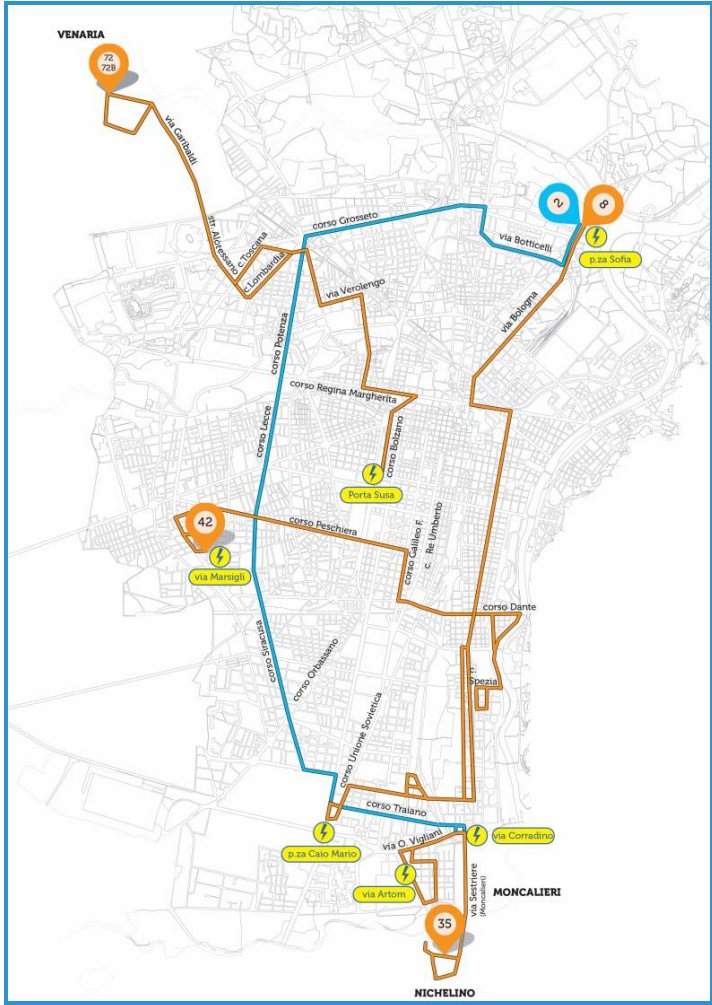 VENARIA
72
72B
via Garibaldi
str. Alotessano
c.Toscana
c.Lombardia
corso Grosseto
2
8
via Botticelli
p.za Sofia
via Verolengo
via Bologna
corso Potenza
corso Regina Margherita
corso Lecce
corso Bolzano
Porta Susa
42
corso Peschiera
corso Galileo F.
c. Re Umberto
via Marsigli
corso Dante
corso Siracusa
corso Orbassano
c.
Spezia
corso Unione Sovietica
corso Traiano
p.za Caio Mario
via O. Vigliani
via Corradino
via Artom
via Sestriere
(Moncalieri)
MONCALIERI
35
NICHELINO